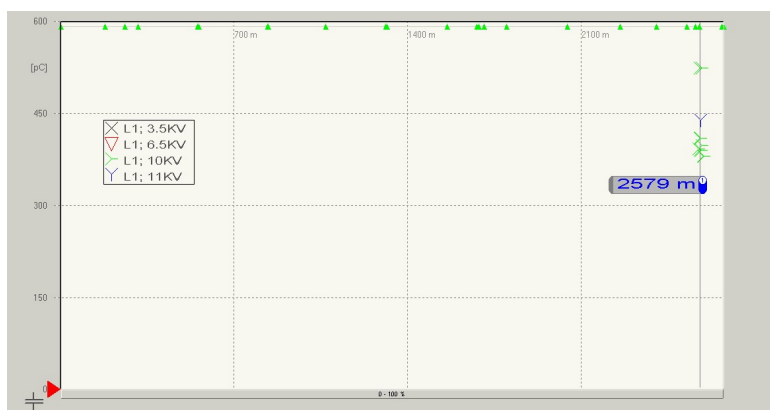 600
[pC]
700 m
1400 m
2100 m
450
L1; 3.5KV
L1; 6.5KV
L1; 10KV
L1; 11KV
2579 m
1
300
150
0
0 - 100 %